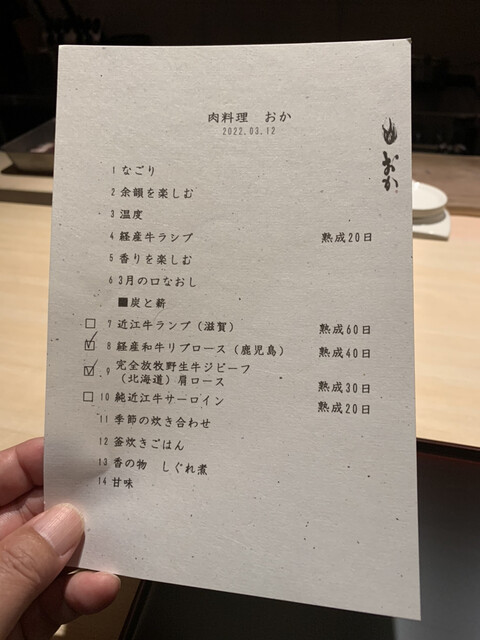 肉料理 おか
2022.03.12
おか
1 なごり
2 余韻を楽しむ
3 温度
4 経産牛ランプ 熟成20日
5 香りを楽しむ
6 3月の口なおし
■炭と薪
□ 7 近江牛ランプ（滋賀） 熟成60日
☑ 8 経産和牛リブロース（鹿児島） 熟成40日
☑ 9 完全放牧野生牛ジビーフ
（北海道）肩ロース 熟成30日
□ 10 純近江牛サーロイン 熟成20日
11 季節の炊き合わせ
12 釜炊きごはん
13 香の物 しぐれ煮
14 甘味